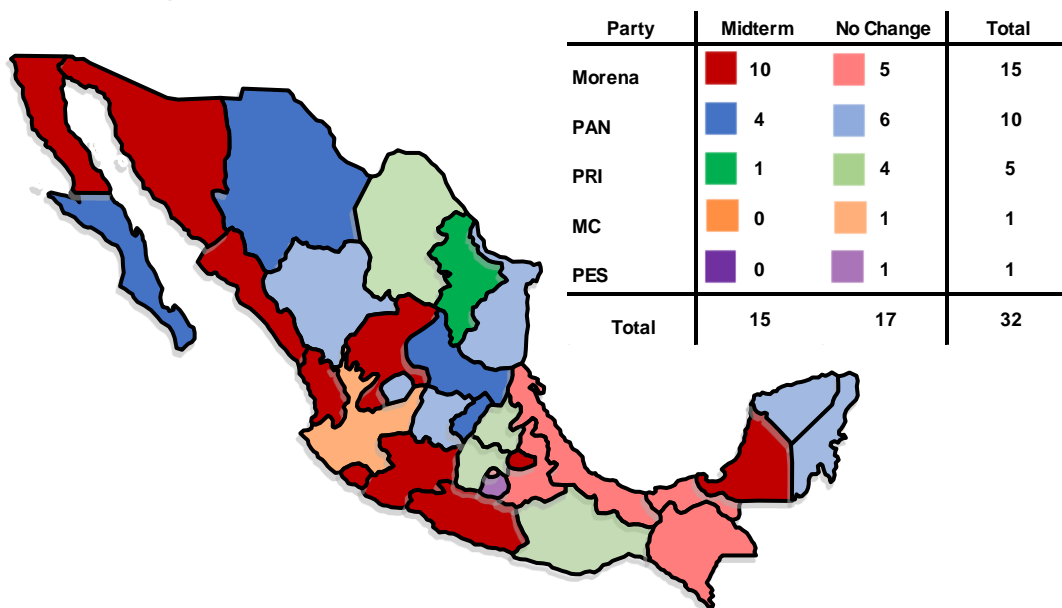 Party Midterm No Change Total
Morena 10 5 15
PAN 4 6 10
PRI 1 4 5
MC 0 1 1
PES 0 1 1
Total 15 17 32